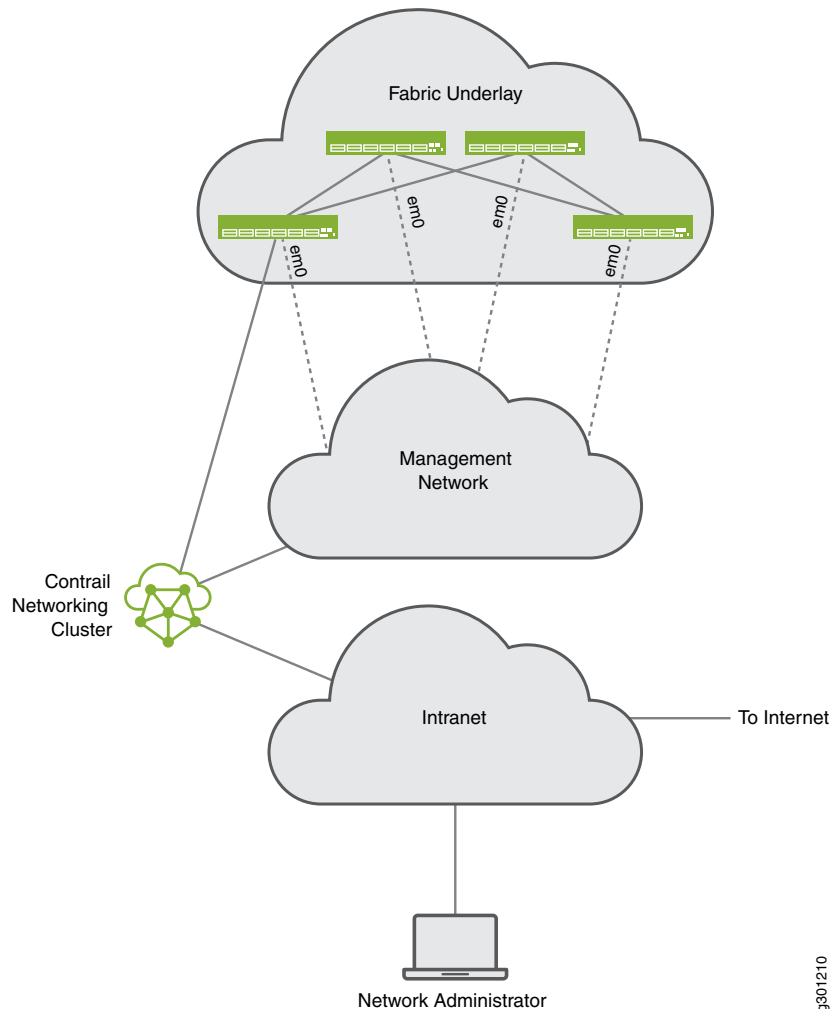 Fabric Underlay
em0
em0
em0
em0
Management
Network
Contrail
Networking
Cluster
Intranet
To Internet
Network Administrator
g301210